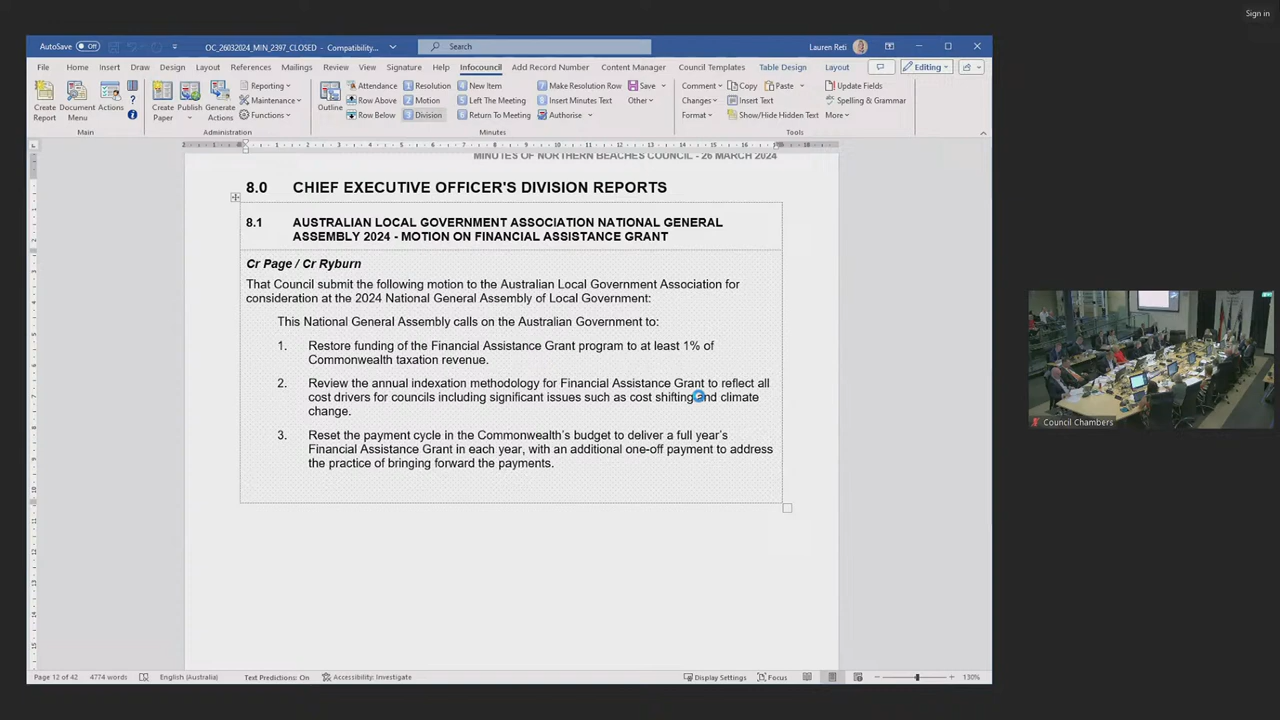 Sign in
AutoSave Off
OC_26032024_MIN_2397_CLOSED - Compatibility...
Search
Lauren Reti
File Home Insert Draw Design Layout References Mailings Review View Signature Help Infocouncil Add Record Number Content Manager Council Templates Table Design Layout Editing
Create Report
Document Menu
Actions
Main
Create Paper
Publish
Generate Actions
Reporting
Maintenance
Functions
Administration
Outline
Attendance
Row Above
Row Below
Resolution
Motion
Division
New Item
Left The Meeting
Return To Meeting
Make Resolution Row
Insert Minutes Text
Authorise
Save
Other
Minutes
Comment
Changes
Format
Copy
Paste
Insert Text
Show/Hide Hidden Text
Update Fields
Spelling & Grammar
More
Tools
MINUTES OF NORTHERN BEACHES COUNCIL - 26 MARCH 2024
8.0 CHIEF EXECUTIVE OFFICER'S DIVISION REPORTS
8.1 AUSTRALIAN LOCAL GOVERNMENT ASSOCIATION NATIONAL GENERAL
ASSEMBLY 2024 - MOTION ON FINANCIAL ASSISTANCE GRANT
Cr Page / Cr Ryburn
That Council submit the following motion to the Australian Local Government Association for
consideration at the 2024 National General Assembly of Local Government:
This National General Assembly calls on the Australian Government to:
1. Restore funding of the Financial Assistance Grant program to at least 1% of
Commonwealth taxation revenue.
2. Review the annual indexation methodology for Financial Assistance Grant to reflect all
cost drivers for councils including significant issues such as cost shifting and climate
change.
3. Reset the payment cycle in the Commonwealth's budget to deliver a full year's
Financial Assistance Grant in each year, with an additional one-off payment to address
the practice of bringing forward the payments.
Council Chambers
Page 12 of 42 4774 words English (Australia) Text Predictions: On Accessibility: Investigate Display Settings Focus 130%